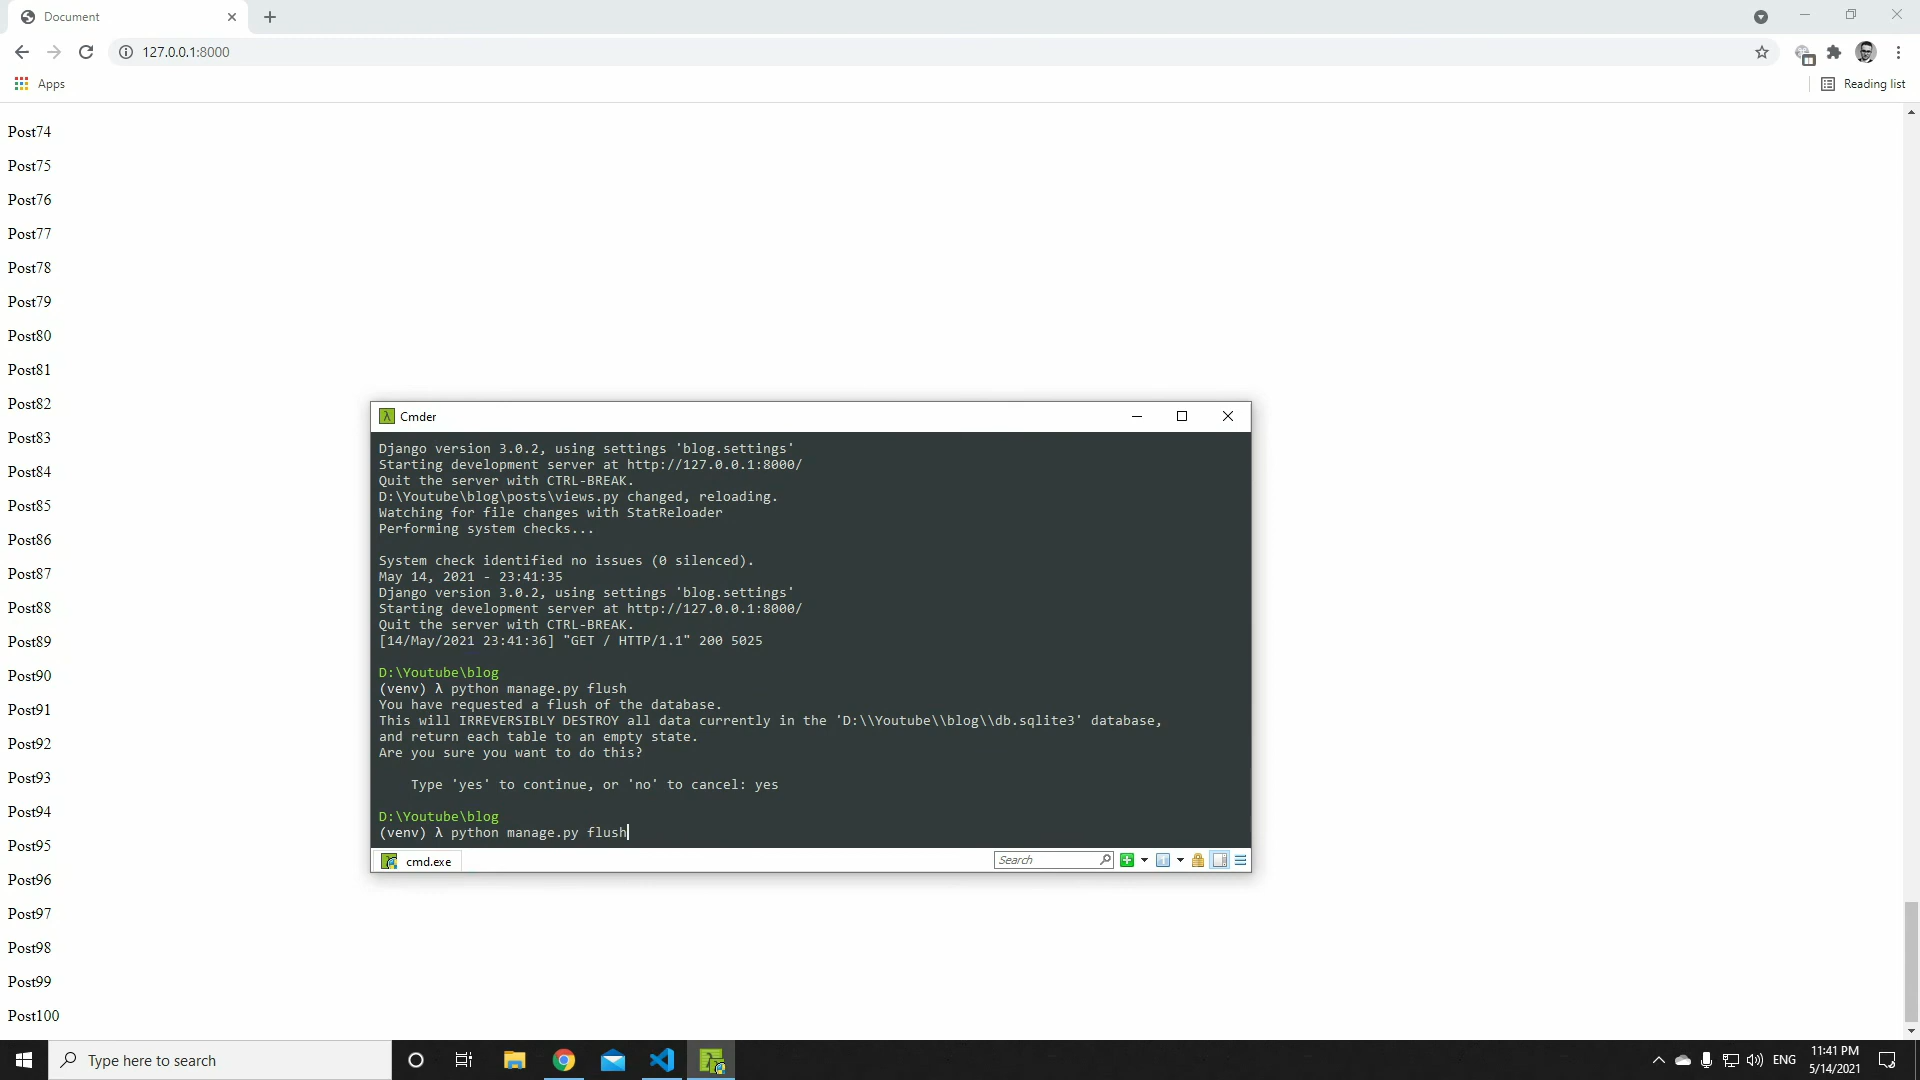 Document
127.0.0.1:8000
Apps
Reading list
Post74
Post75
Post76
Post77
Post78
Post79
Post80
Post81
Post82
Post83
Post84
Post85
Post86
Post87
Post88
Post89
Post90
Post91
Post92
Post93
Post94
Post95
Post96
Post97
Post98
Post99
Post100
Cmder
Django version 3.0.2, using settings 'blog.settings'
Starting development server at http://127.0.0.1:8000/
Quit the server with CTRL-BREAK.
D:\Youtube\blog\posts\views.py changed, reloading.
Watching for file changes with StatReloader
Performing system checks...
System check identified no issues (0 silenced).
May 14, 2021 - 23:41:35
Django version 3.0.2, using settings 'blog.settings'
Starting development server at http://127.0.0.1:8000/
Quit the server with CTRL-BREAK.
[14/May/2021 23:41:36] "GET / HTTP/1.1" 200 5025
D:\Youtube\blog
(venv) λ python manage.py flush
You have requested a flush of the database.
This will IRREVERSIBLY DESTROY all data currently in the 'D:\\Youtube\\blog\\db.sqlite3' database,
and return each table to an empty state.
Are you sure you want to do this?
Type 'yes' to continue, or 'no' to cancel: yes
D:\Youtube\blog
(venv) λ python manage.py flush
cmd.exe
Search
Type here to search
ENG
11:41 PM
5/14/2021